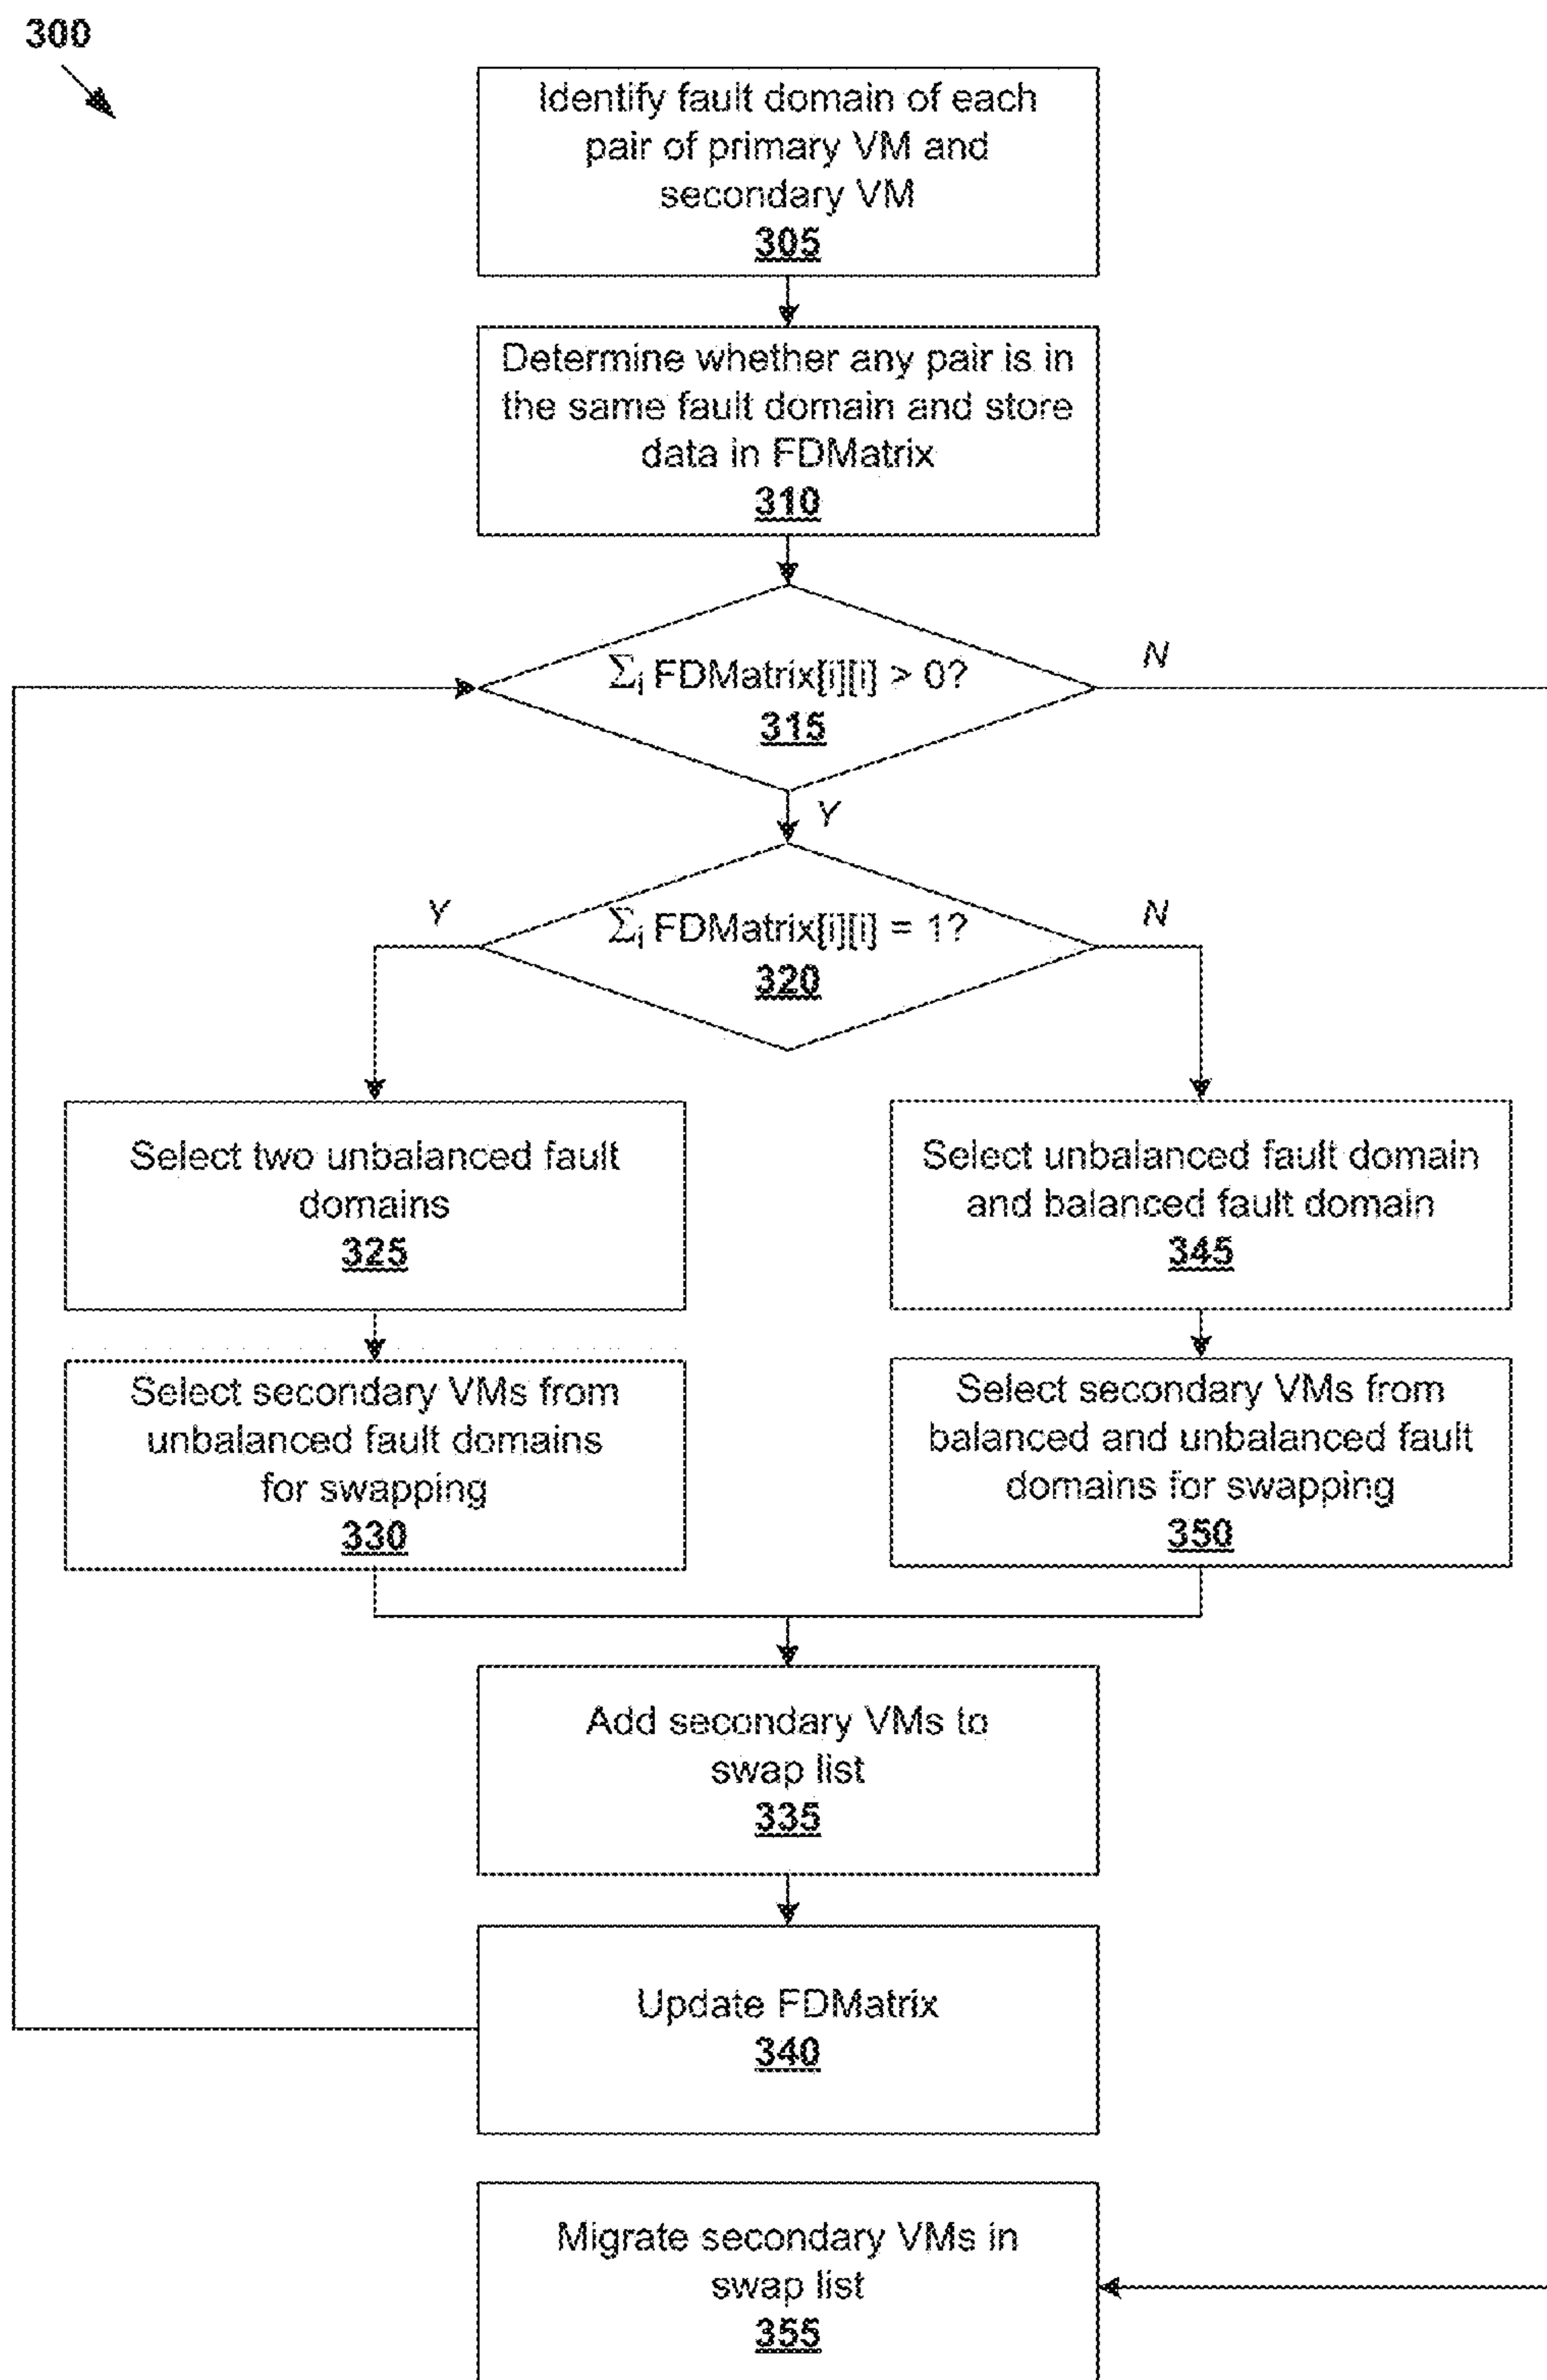 300
Identify fault domain of each
pair of primary VM and
secondary VM
305
Determine whether any pair is in
the same fault domain and store
data in FDMatrix
310
Σi FDMatrix[i][i] > 0?
315
N
Y
Σi FDMatrix[i][i] = 1?
320
Y
N
Select two unbalanced fault
domains
325
Select unbalanced fault domain
and balanced fault domain
345
Select secondary VMs from
unbalanced fault domains
for swapping
330
Select secondary VMs from
balanced and unbalanced fault
domains for swapping
350
Add secondary VMs to
swap list
335
Update FDMatrix
340
Migrate secondary VMs in
swap list
355